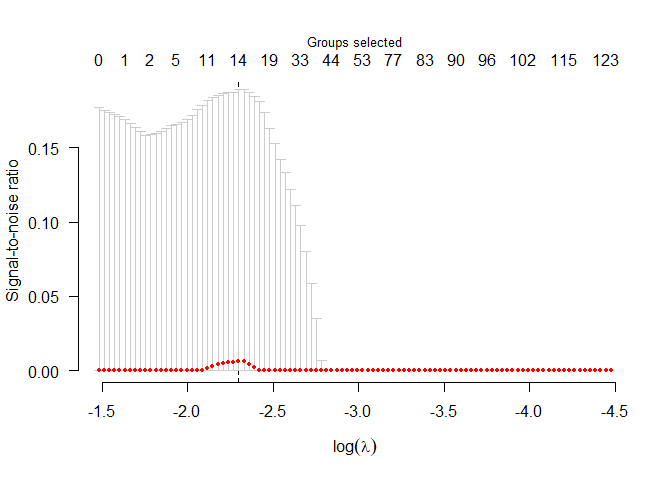 Groups selected
0 1 2 5 11 14 19 33 44 53 77 83 90 96 102 115 123
Signal-to-noise ratio
0.15
0.10
0.05
0.00
-1.5 -2.0 -2.5 -3.0 -3.5 -4.0 -4.5
log(λ)